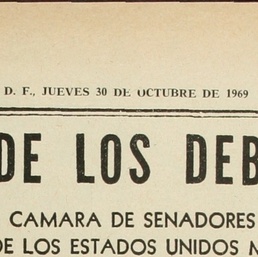 D. F., JUEVES 30 DE OCTUBRE DE 1969
DE LOS DEB
CAMARA DE SENADORES
DE LOS ESTADOS UNIDOS M